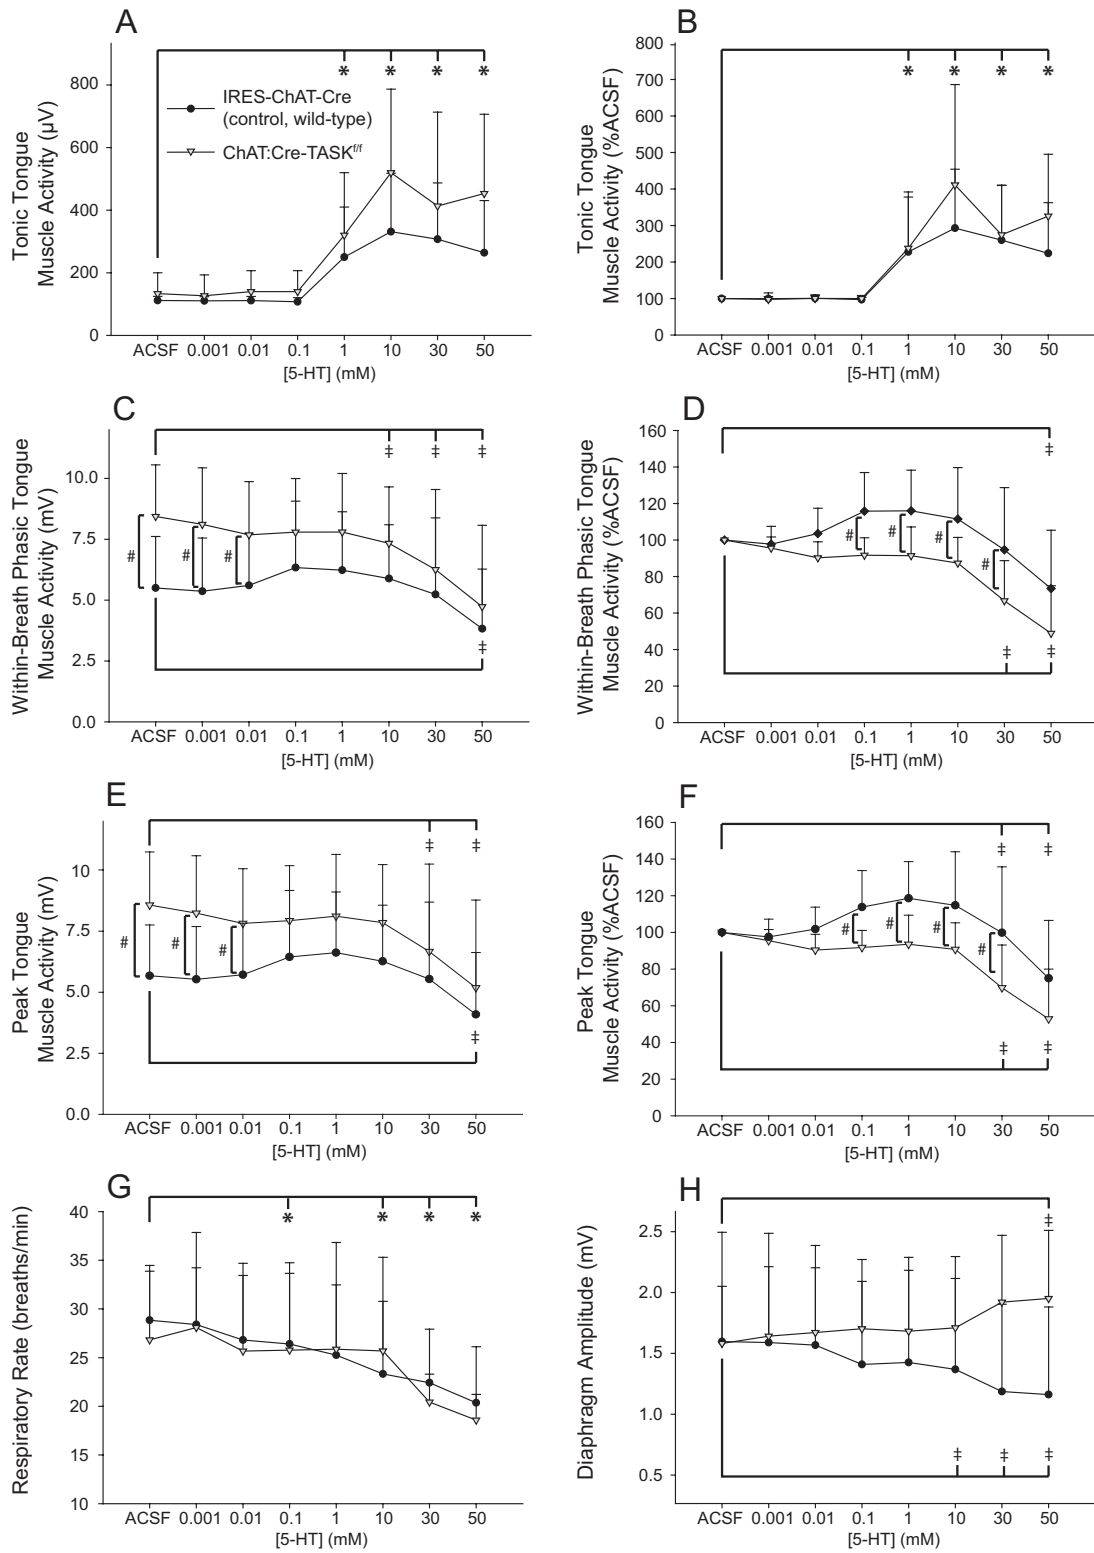 A
Tonic Tongue
Muscle Activity (µV)
800
600
400
200
0
* * * *
IRES-ChAT-Cre
(control, wild-type)
ChAT:Cre-TASK^f/f
ACSF 0.001 0.01 0.1 1 10 30 50
[5-HT] (mM)
B
Tonic Tongue
Muscle Activity (%ACSF)
800
700
600
500
400
300
200
100
0
* * * *
ACSF 0.001 0.01 0.1 1 10 30 50
[5-HT] (mM)
C
Within-Breath Phasic Tongue
Muscle Activity (mV)
10.0
7.5
5.0
2.5
0.0
‡ ‡ ‡
# # #
‡
ACSF 0.001 0.01 0.1 1 10 30 50
[5-HT] (mM)
D
Within-Breath Phasic Tongue
Muscle Activity (%ACSF)
160
140
120
100
80
60
40
20
0
‡
# # # #
‡ ‡
ACSF 0.001 0.01 0.1 1 10 30 50
[5-HT] (mM)
E
Peak Tongue
Muscle Activity (mV)
10
7.5
5.0
2.5
0.0
‡ ‡
# # #
‡
ACSF 0.001 0.01 0.1 1 10 30 50
[5-HT] (mM)
F
Peak Tongue
Muscle Activity (%ACSF)
160
140
120
100
80
60
40
20
0
‡ ‡
# # # #
‡ ‡
ACSF 0.001 0.01 0.1 1 10 30 50
[5-HT] (mM)
G
Respiratory Rate (breaths/min)
40
35
30
25
20
15
10
* * * *
ACSF 0.001 0.01 0.1 1 10 30 50
[5-HT] (mM)
H
Diaphragm Amplitude (mV)
2.5
2.0
1.5
1.0
0.5
‡
‡ ‡ ‡
ACSF 0.001 0.01 0.1 1 10 30 50
[5-HT] (mM)